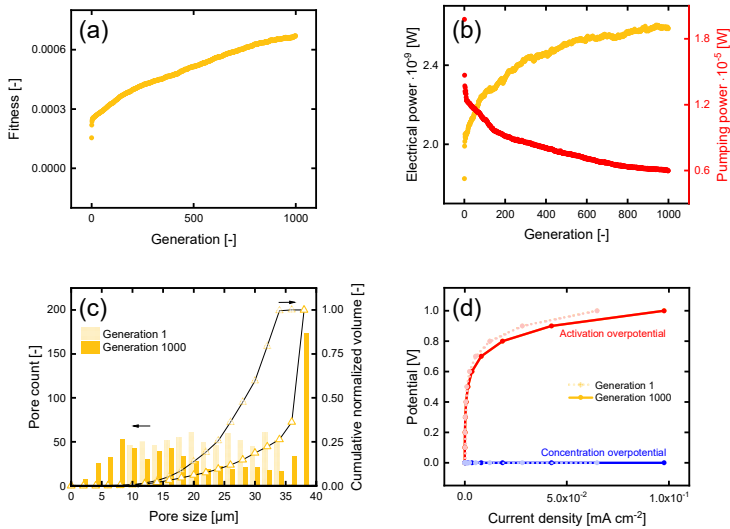 (a)
Fitness [-]
0.0006
0.0003
0.0000
0
500
1000
Generation [-]
(b)
Electrical power ·10-9 [W]
2.6
2.0
Pumping power ·10-5 [W]
1.8
1.2
0.6
0 200 400 600 800 1000
Generation [-]
(c)
Generation 1
Generation 1000
Pore count [-]
200
150
100
50
0
Cumulative normalized volume [-]
1.00
0.75
0.50
0.25
0.00
0 5 10 15 20 25 30 35 40
Pore size [µm]
(d)
Potential [V]
1.0
0.8
0.6
0.4
0.2
0.0
Activation overpotential
Generation 1
Generation 1000
Concentration overpotential
0.0 5.0x10-2 1.0x10-1
Current density [mA cm-2]